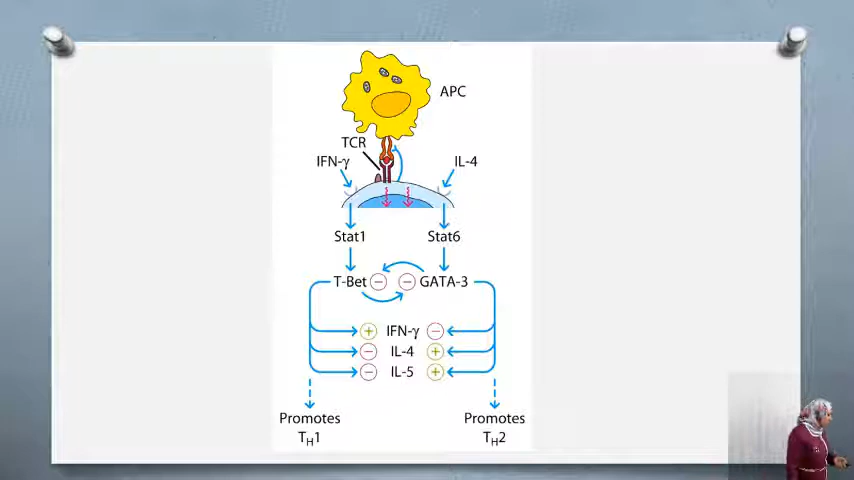 APC
TCR
IFN-γ IL-4
Stat1 Stat6
T-Bet − − GATA-3
+ IFN-γ −
− IL-4 +
− IL-5 +
Promotes Promotes
TH1 TH2